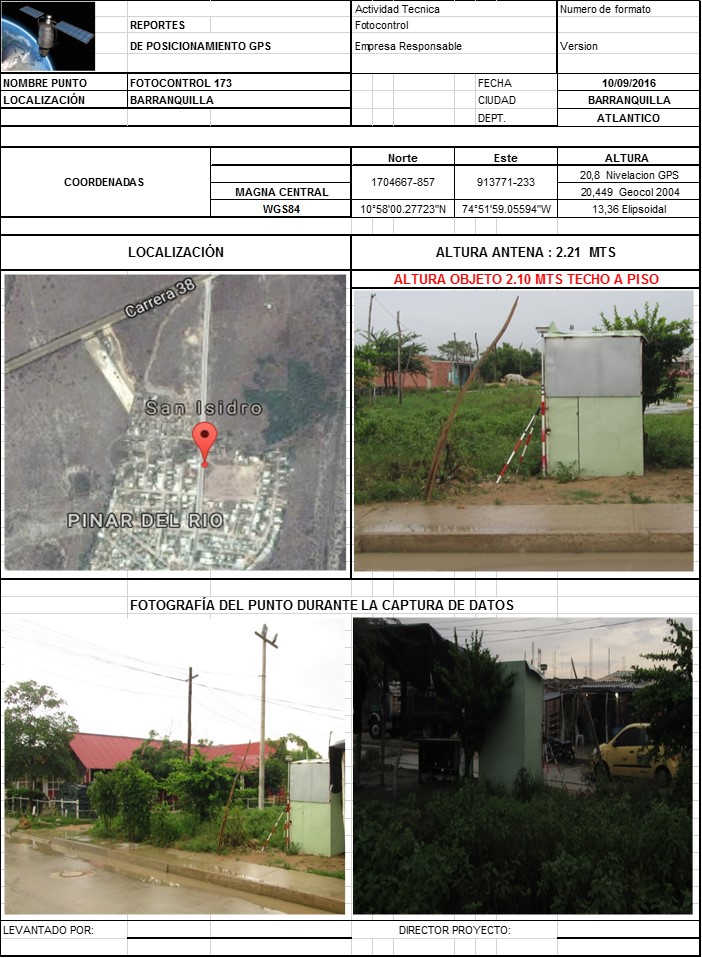 Actividad Tecnica
Numero de formato
REPORTES
Fotocontrol
DE POSICIONAMIENTO GPS
Empresa Responsable
Version
NOMBRE PUNTO FOTOCONTROL 173 FECHA 10/09/2016
LOCALIZACIÓN BARRANQUILLA CIUDAD BARRANQUILLA
DEPT. ATLANTICO
COORDENADAS
Norte Este ALTURA
1704667-857 913771-233 20,8 Nivelacion GPS
MAGNA CENTRAL 20,449 Geocol 2004
WGS84 10°58'00.27723"N 74°51'59.05594"W 13,36 Elipsoidal
LOCALIZACIÓN
ALTURA ANTENA : 2.21 MTS
ALTURA OBJETO 2.10 MTS TECHO A PISO
Carrera 38
San Isidro
PINAR DEL RIO
FOTOGRAFÍA DEL PUNTO DURANTE LA CAPTURA DE DATOS
LEVANTADO POR: DIRECTOR PROYECTO: